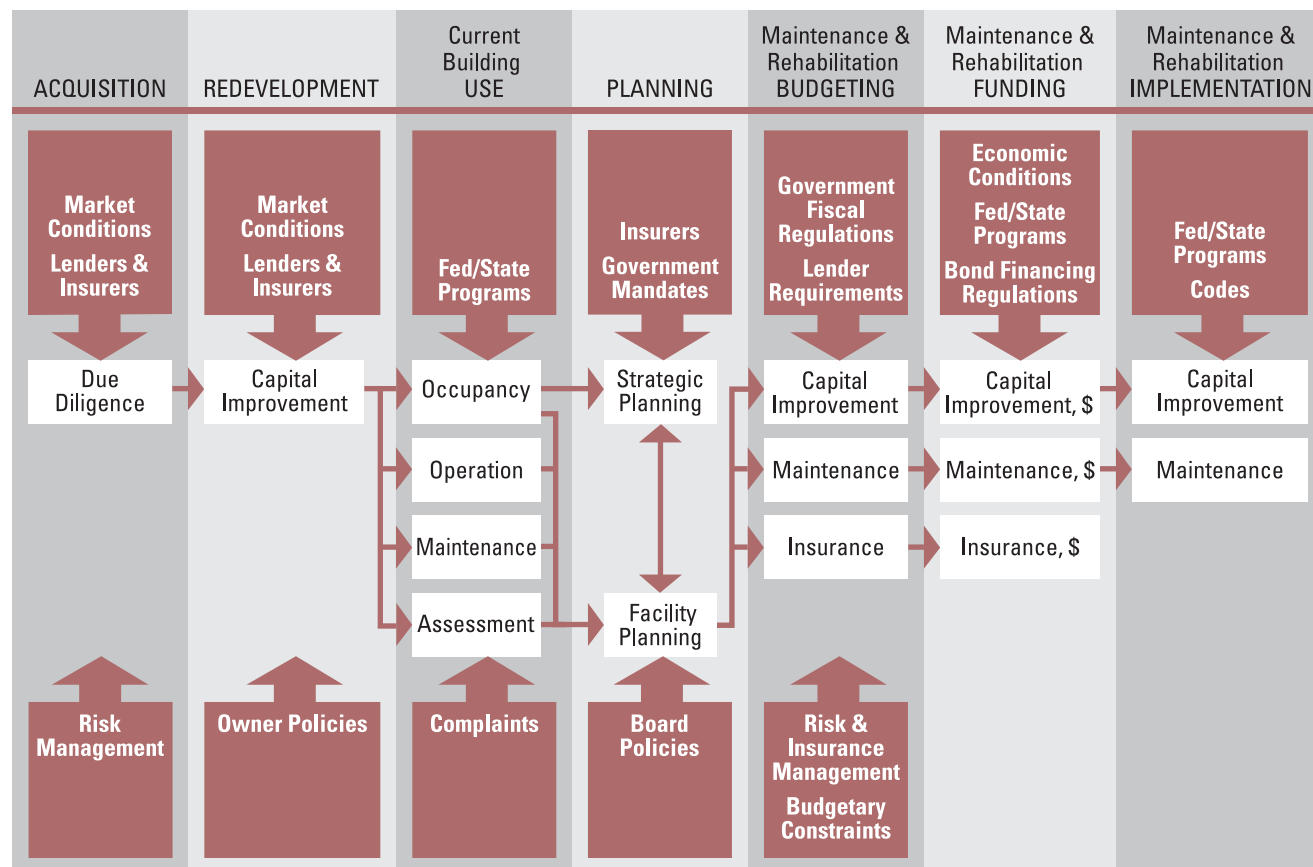 ACQUISITION
REDEVELOPMENT
Current
Building
USE
PLANNING
Maintenance &
Rehabilitation
BUDGETING
Maintenance &
Rehabilitation
FUNDING
Maintenance &
Rehabilitation
IMPLEMENTATION
Market
Conditions
Lenders &
Insurers
Market
Conditions
Lenders &
Insurers
Fed/State
Programs
Insurers
Government
Mandates
Government
Fiscal
Regulations
Lender
Requirements
Economic
Conditions
Fed/State
Programs
Bond Financing
Regulations
Fed/State
Programs
Codes
Due
Diligence
Capital
Improvement
Occupancy
Strategic
Planning
Capital
Improvement
Capital
Improvement, $
Capital
Improvement
Operation
Maintenance
Maintenance, $
Maintenance
Maintenance
Insurance
Insurance, $
Assessment
Facility
Planning
Risk
Management
Owner Policies
Complaints
Board
Policies
Risk &
Insurance
Management
Budgetary
Constraints